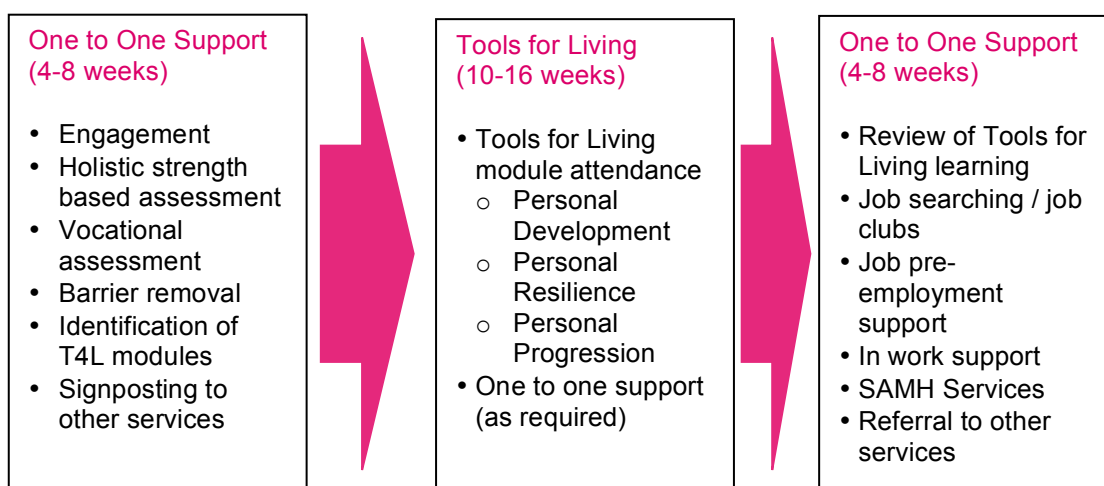 One to One Support
(4-8 weeks)
• Engagement
• Holistic strength
based assessment
• Vocational
assessment
• Barrier removal
• Identification of
T4L modules
• Signposting to
other services
Tools for Living
(10-16 weeks)
• Tools for Living
module attendance
o Personal
Development
o Personal
Resilience
o Personal
Progression
• One to one support
(as required)
One to One Support
(4-8 weeks)
• Review of Tools for
Living learning
• Job searching / job
clubs
• Job pre-
employment
support
• In work support
• SAMH Services
• Referral to other
services